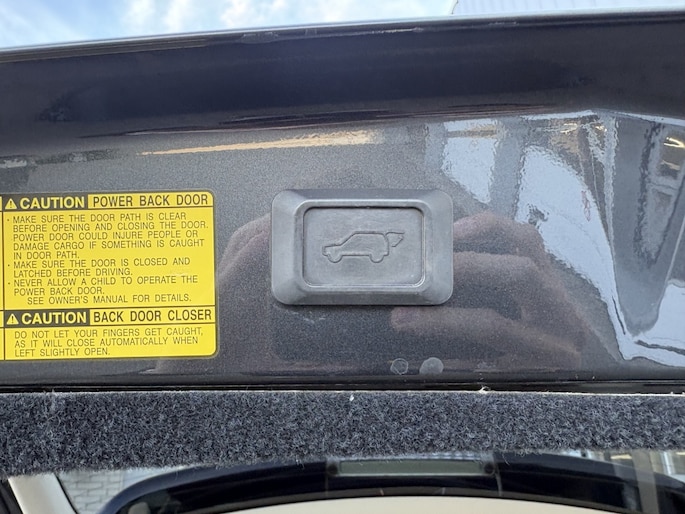 CAUTION POWER BACK DOOR
· MAKE SURE THE DOOR PATH IS CLEAR
BEFORE OPENING AND CLOSING THE DOOR.
POWER DOOR COULD INJURE PEOPLE OR
DAMAGE CARGO IF SOMETHING IS CAUGHT
IN DOOR PATH.
· MAKE SURE THE DOOR IS CLOSED AND
LATCHED BEFORE DRIVING.
· NEVER ALLOW A CHILD TO OPERATE THE
POWER BACK DOOR.
SEE OWNER'S MANUAL FOR DETAILS.
CAUTION BACK DOOR CLOSER
DO NOT LET YOUR FINGERS GET CAUGHT,
AS IT WILL CLOSE AUTOMATICALLY WHEN
LEFT SLIGHTLY OPEN.